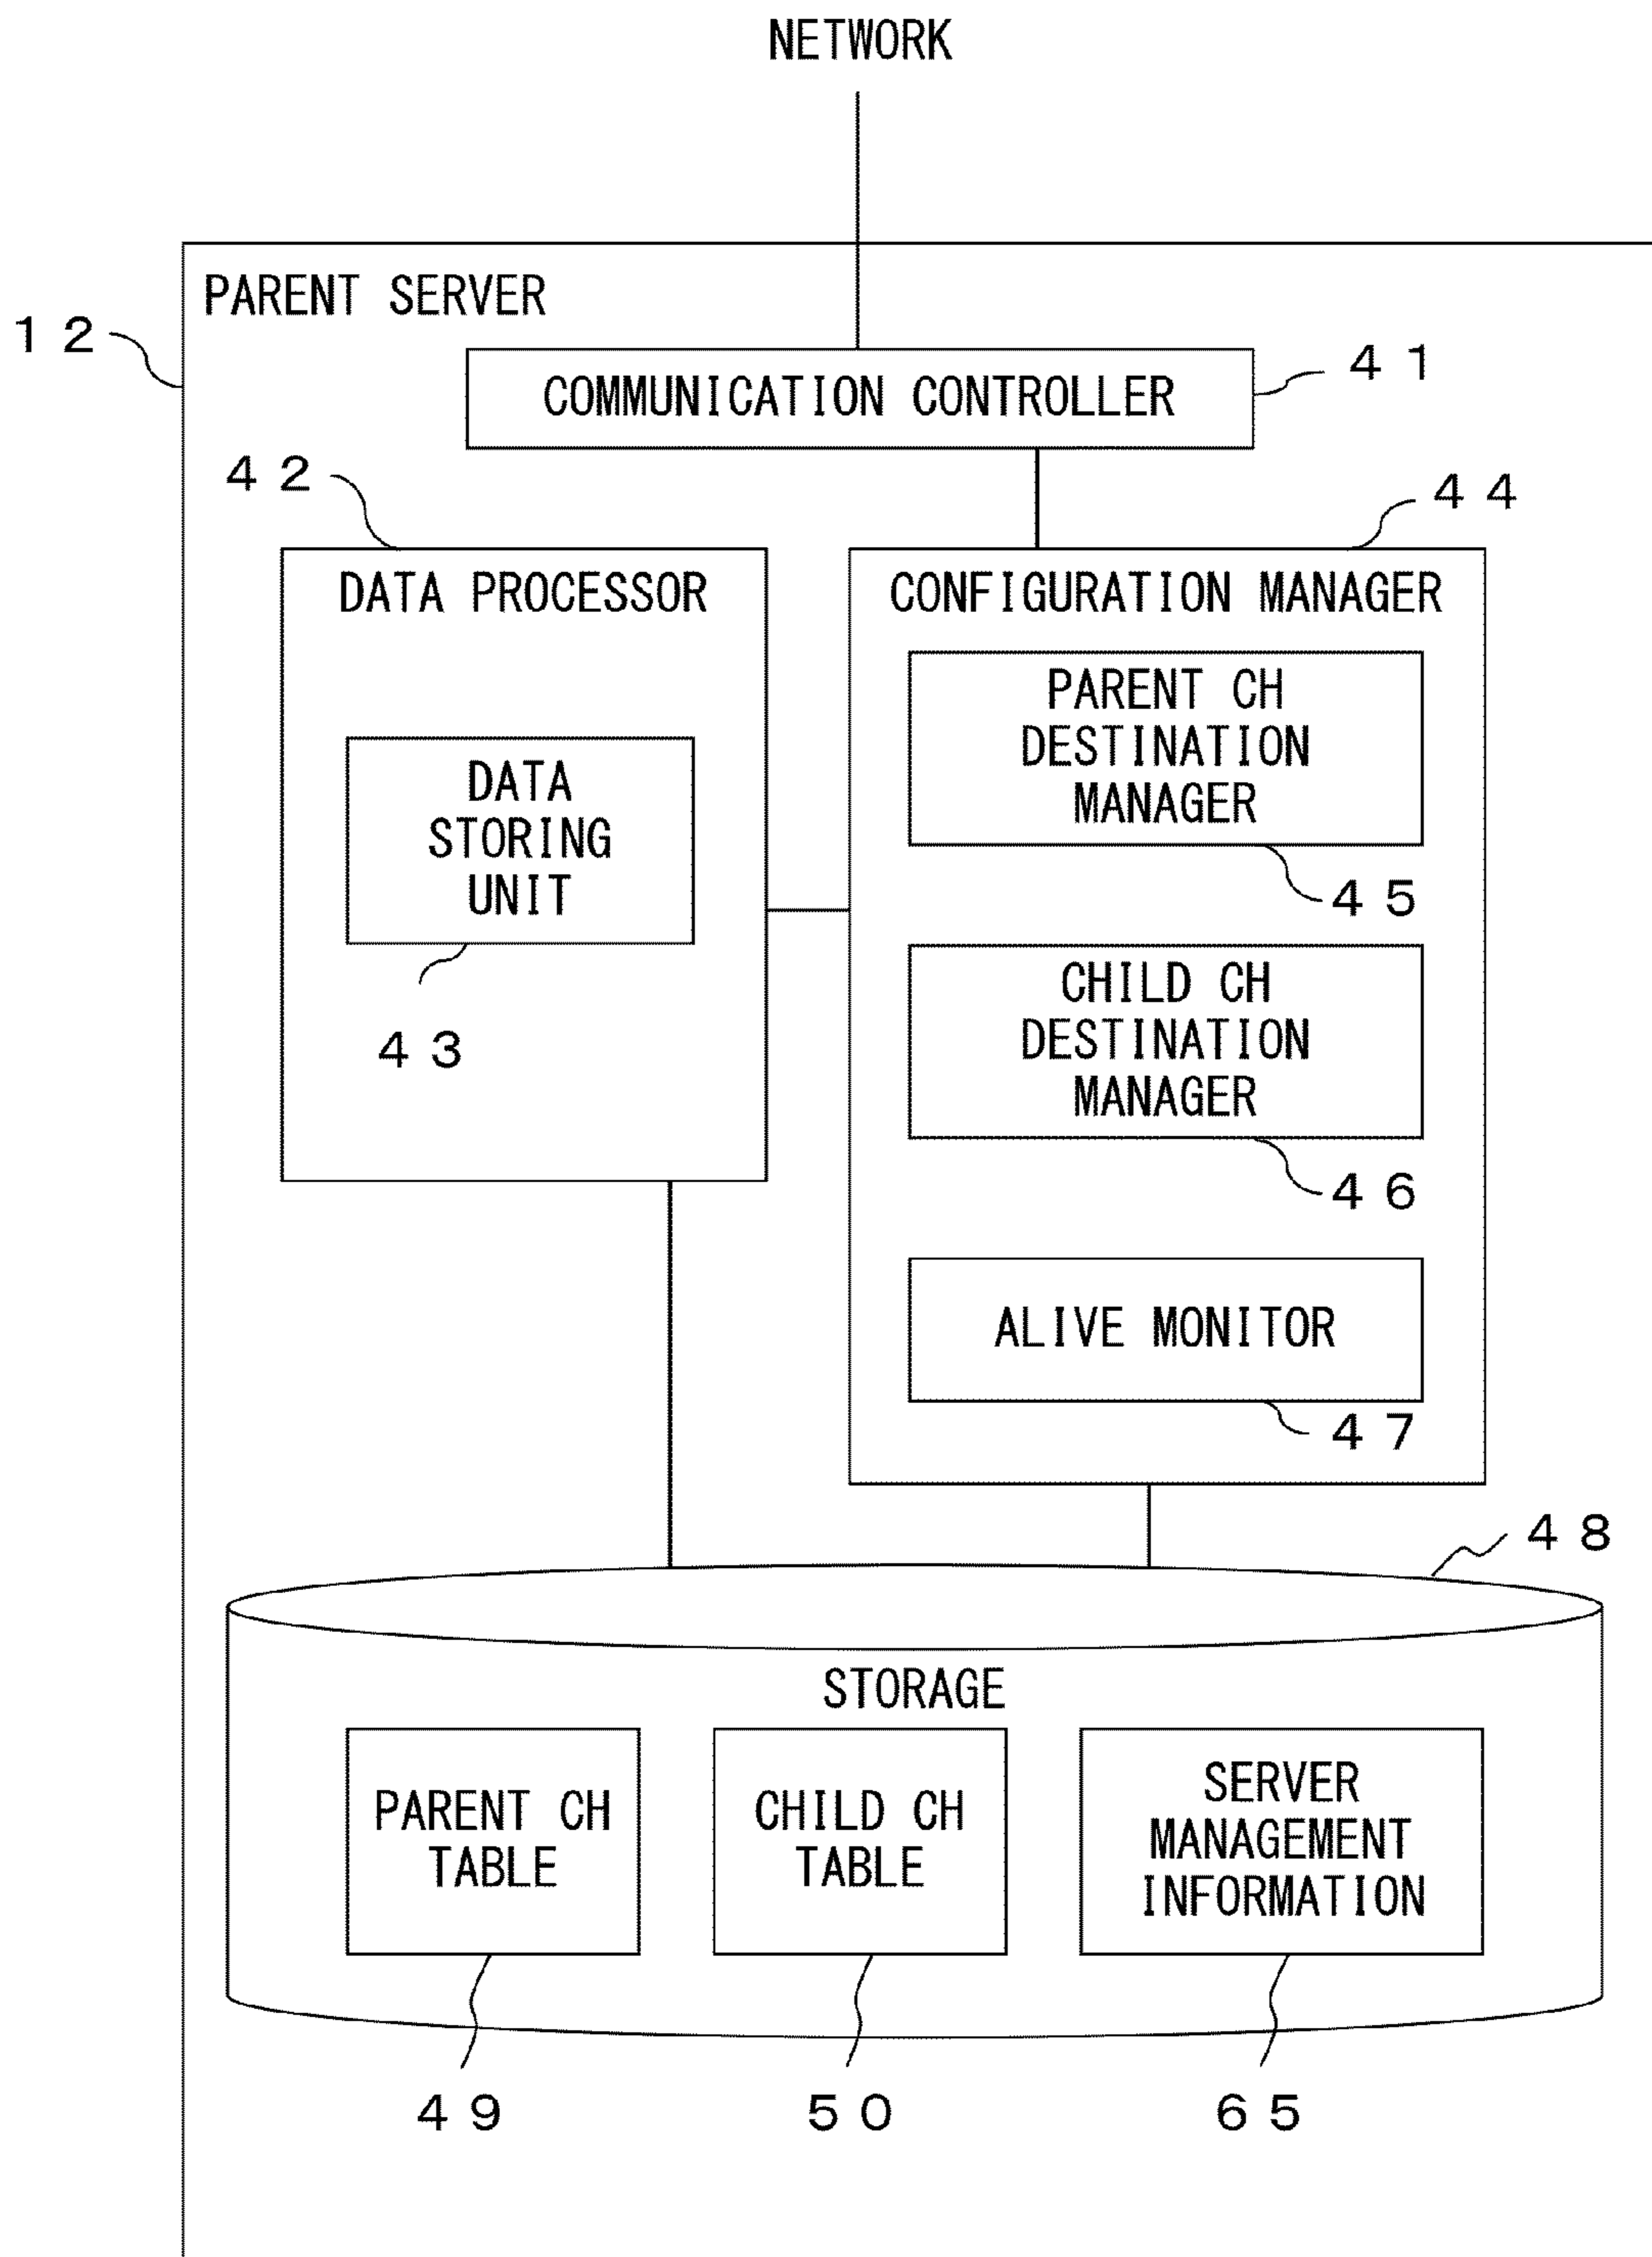 NETWORK
PARENT SERVER
12
COMMUNICATION CONTROLLER
41
42
44
DATA PROCESSOR
CONFIGURATION MANAGER
DATA
STORING
UNIT
43
PARENT CH
DESTINATION
MANAGER
45
CHILD CH
DESTINATION
MANAGER
46
ALIVE MONITOR
47
48
STORAGE
PARENT CH
TABLE
CHILD CH
TABLE
SERVER
MANAGEMENT
INFORMATION
49
50
65